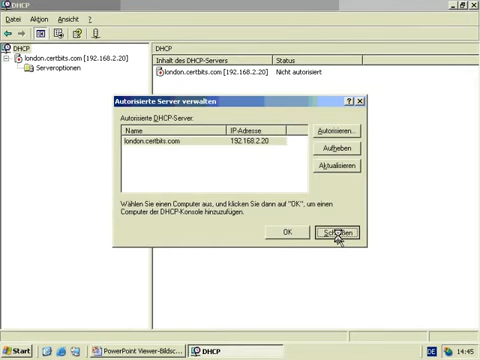 DHCP
Datei Aktion Ansicht ?
DHCP
london.certbits.com [192.168.2.20]
Serveroptionen
DHCP
Inhalt des DHCP-Servers Status
london.certbits.com [192.168.2.20] Nicht autorisiert
Autorisierte Server verwalten
Autorisierte DHCP-Server:
Name IP-Adresse
london.certbits.com 192.168.2.20
Autorisieren...
Aufheben
Aktualisieren
Wählen Sie einen Computer aus, und klicken Sie dann auf "OK", um einen
Computer der DHCP-Konsole hinzuzufügen.
OK
Start
PowerPoint Viewer-Bildsc...
DHCP
DE
14:45